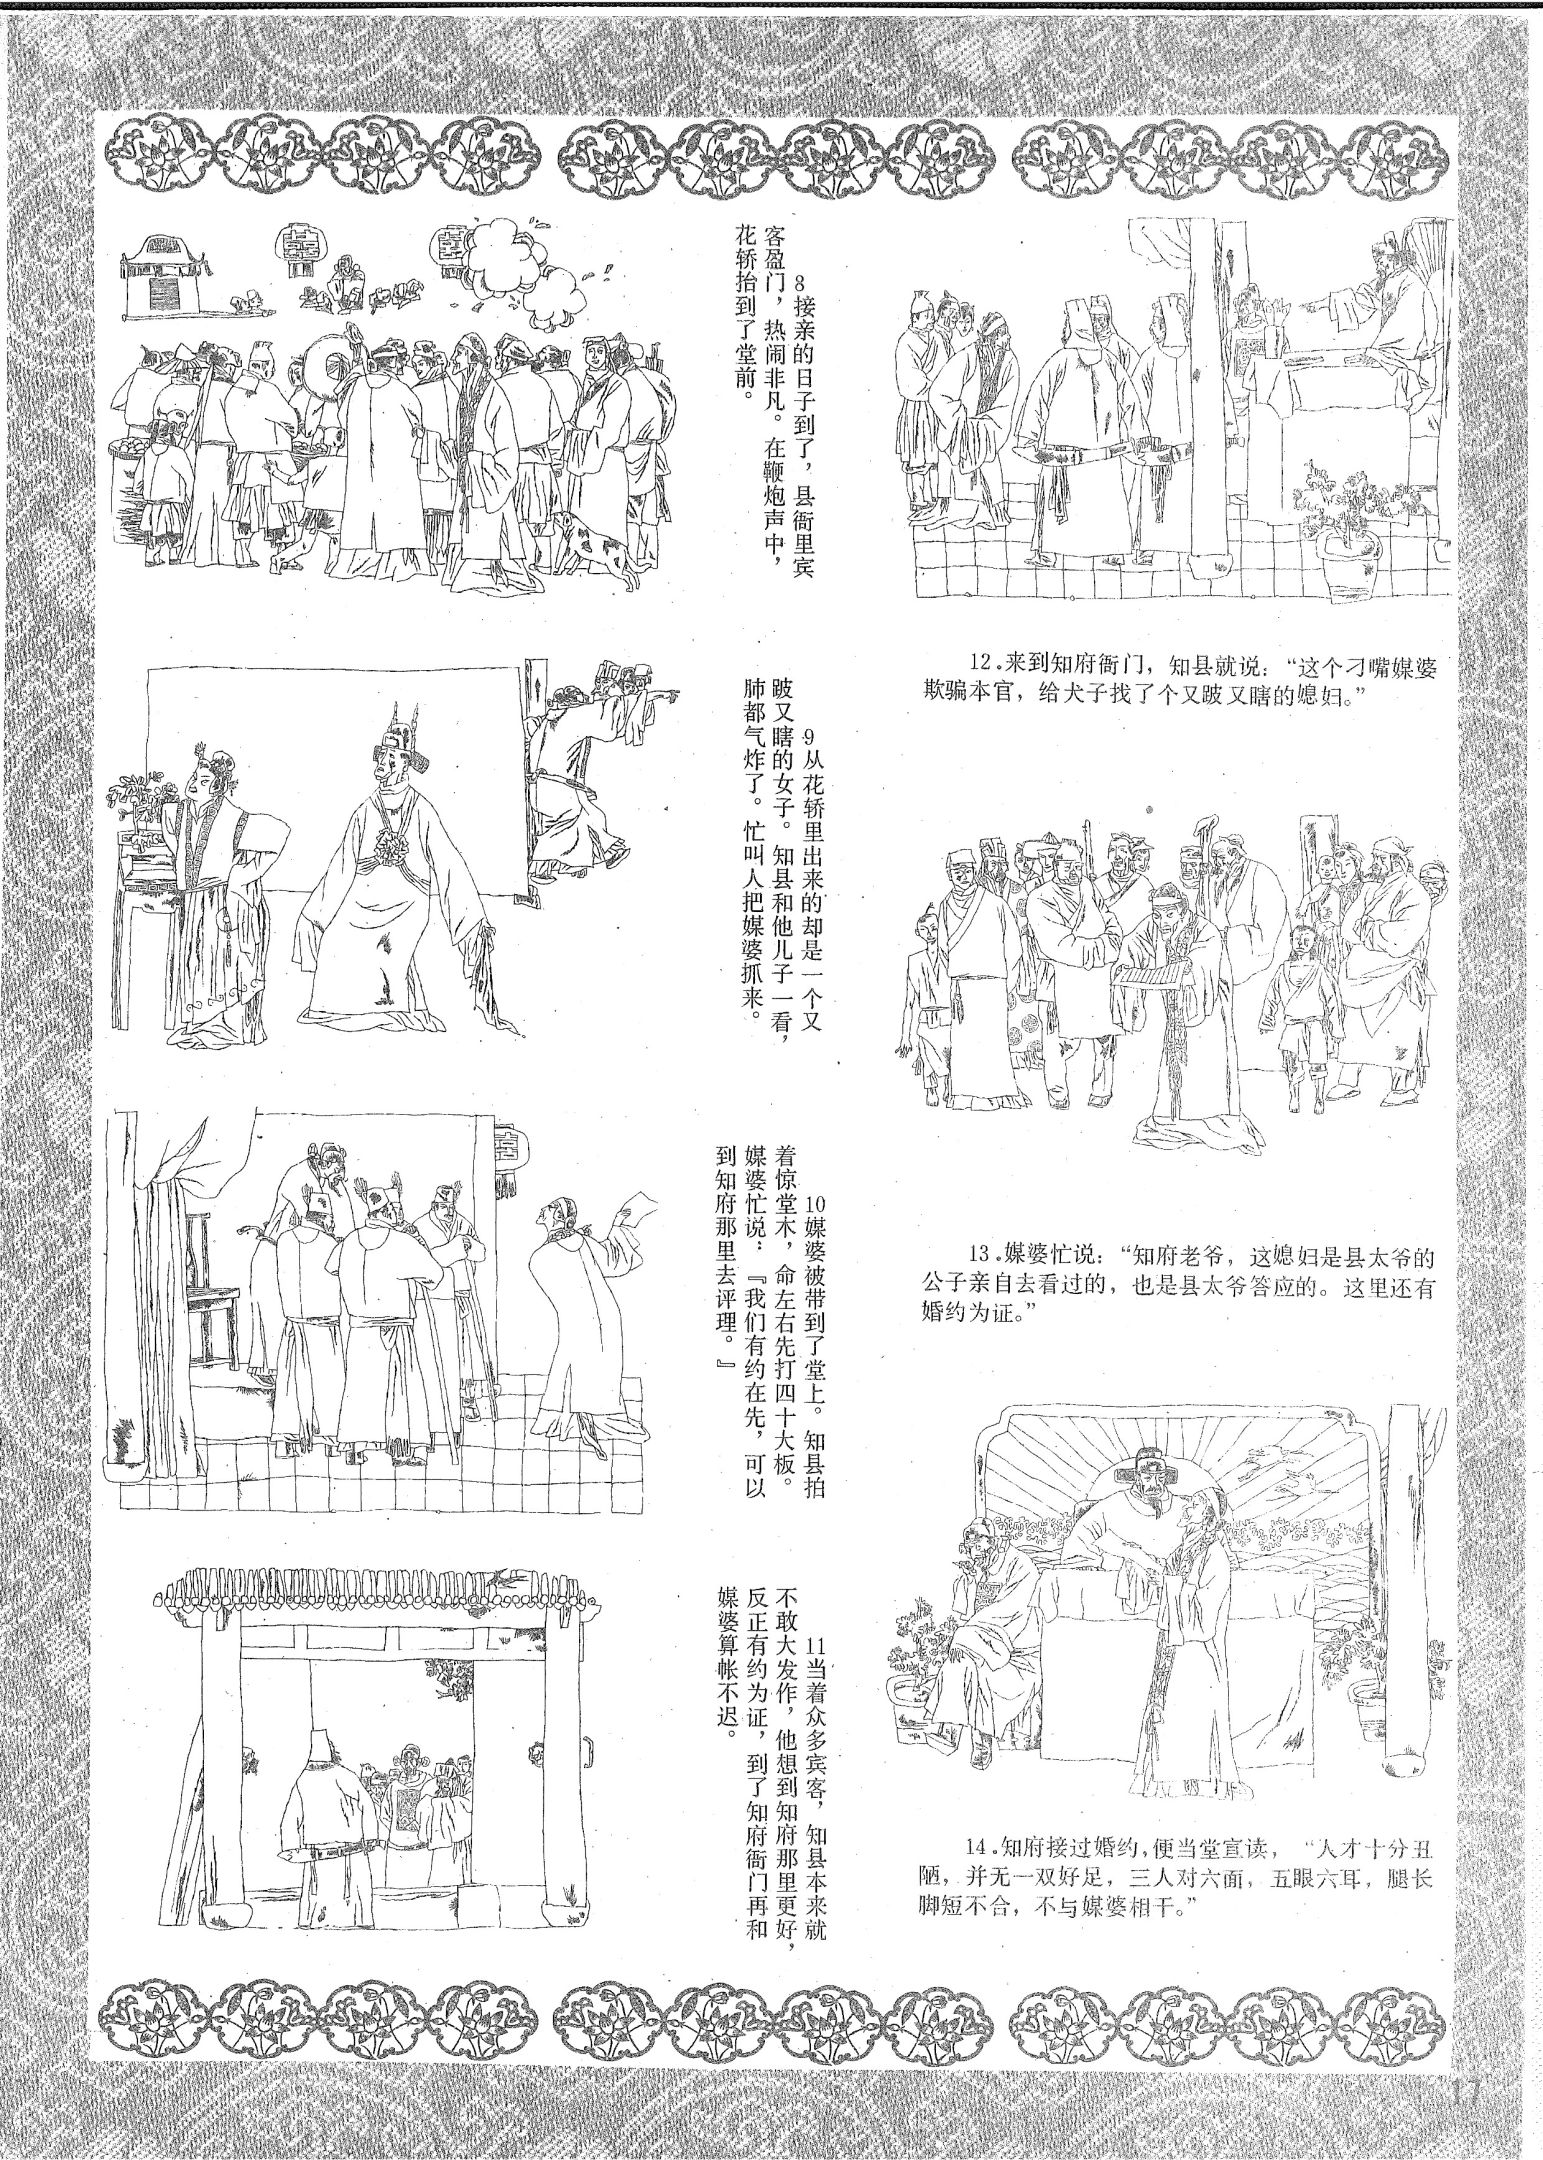 8接亲的日子到了，县衙里宾
客盈门，热闹非凡。在鞭炮声中，
花轿抬到了堂前。
9从花轿里出来的却是一个又
跛又瞎的女子。知县和他儿子一看，
肺都气炸了。忙叫人把媒婆抓来。
10媒婆被带到了堂上。知县拍
着惊堂木，命左右先打四十大板。
媒婆忙说：『我们有约在先，可以
到知府那里去评理。』
11当着众多宾客，知县本来就
不敢大发作，他想到知府那里更好，
反正有约为证，到了知府衙门再和
媒婆算帐不迟。
12.来到知府衙门，知县就说：“这个刁嘴媒婆
欺骗本官，给犬子找了个又跛又瞎的媳妇。”
13.媒婆忙说：“知府老爷，这媳妇是县太爷的
公子亲自去看过的，也是县太爷答应的。这里还有
婚约为证。”
14.知府接过婚约，便当堂宣读，“人才十分丑
陋，并无一双好足，三人对六面，五眼六耳，腿长
脚短不合，不与媒婆相干。”
17